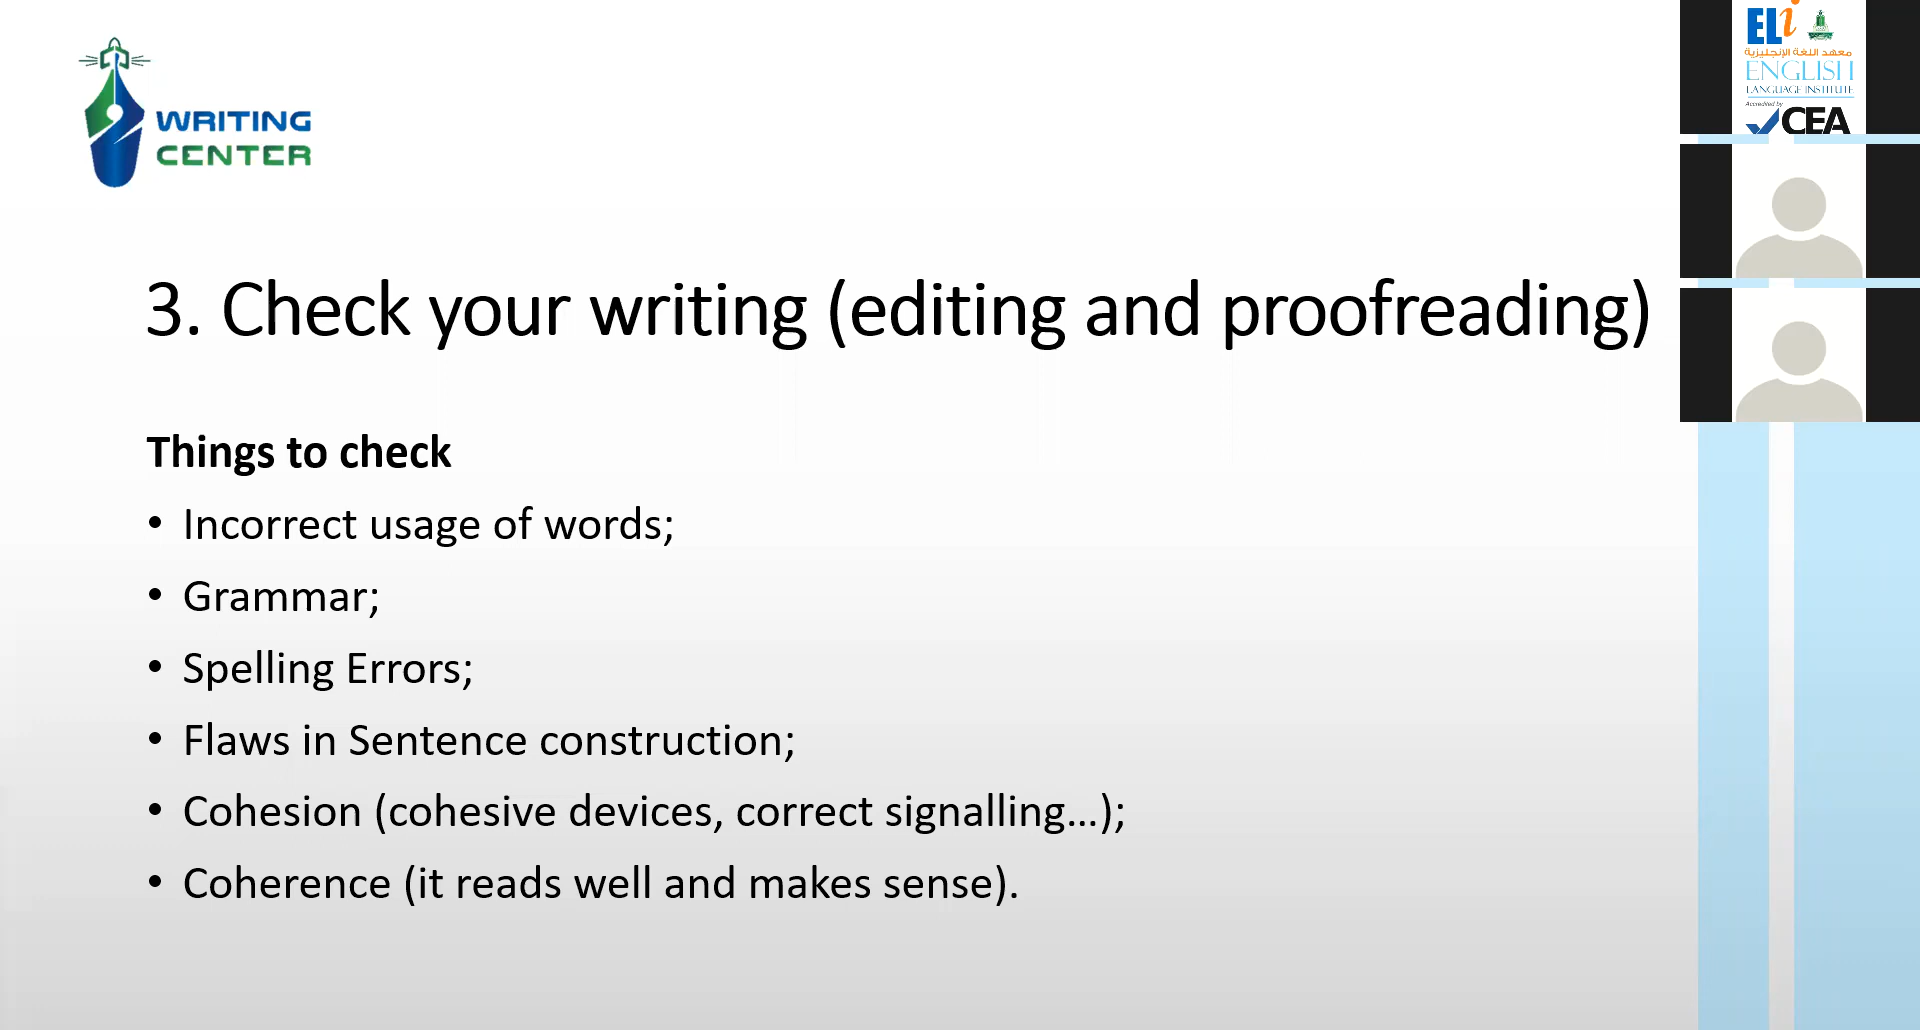 WRITING
CENTER
3. Check your writing (editing and proofreading)
Things to check
• Incorrect usage of words;
• Grammar;
• Spelling Errors;
• Flaws in Sentence construction;
• Cohesion (cohesive devices, correct signalling...);
• Coherence (it reads well and makes sense).
ELi
معهد اللغة الإنجليزية
ENGLISH
LANGUAGE INSTITUTE
Accredited by
CEA